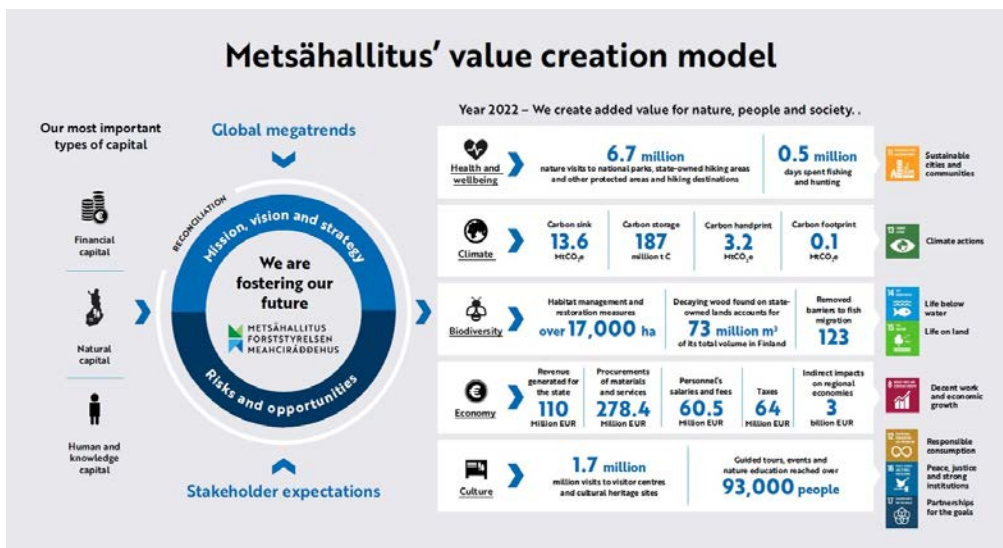 Metsähallitus’ value creation model
Our most important
types of capital
Financial
capital
Natural
capital
Human and
knowledge
capital
Global megatrends
RECONCILIATION
Mission, vision and strategy
We are
fostering our
future
METSÄHALLITUS
FORSTSTYRELSEN
MEAHCIRÁĐĐEHUS
Risks and opportunities
Stakeholder expectations
Year 2022 – We create added value for nature, people and society. .
Health and
wellbeing
6.7 million
nature visits to national parks, state-owned hiking areas
and other protected areas and hiking destinations
0.5 million
days spent fishing
and hunting
Sustainable
cities and
communities
Climate
Carbon sink
13.6
MtCO₂e
Carbon storage
187
million t C
Carbon handprint
3.2
MtCO₂e
Carbon footprint
0.1
MtCO₂e
Climate actions
Biodiversity
Habitat management and
restoration measures
over 17,000 ha
Decaying wood found on state-
owned lands accounts for
73 million m³
of its total volume in Finland
Removed
barriers to fish
migration
123
14
Life below
water
15
Life on land
Economy
Revenue
generated for
the state
110
Million EUR
Procurements
of materials
and services
278.4
Million EUR
Personnel’s
salaries and fees
60.5
Million EUR
Taxes
64
Million EUR
Indirect impacts
on regional
economies
3
billion EUR
Decent work
and economic
growth
Culture
1.7 million
million visits to visitor centres
and cultural heritage sites
Guided tours, events and
nature education reached over
93,000 people
12
Responsible
consumption
16
Peace, justice
and strong
institutions
17
Partnerships
for the goals